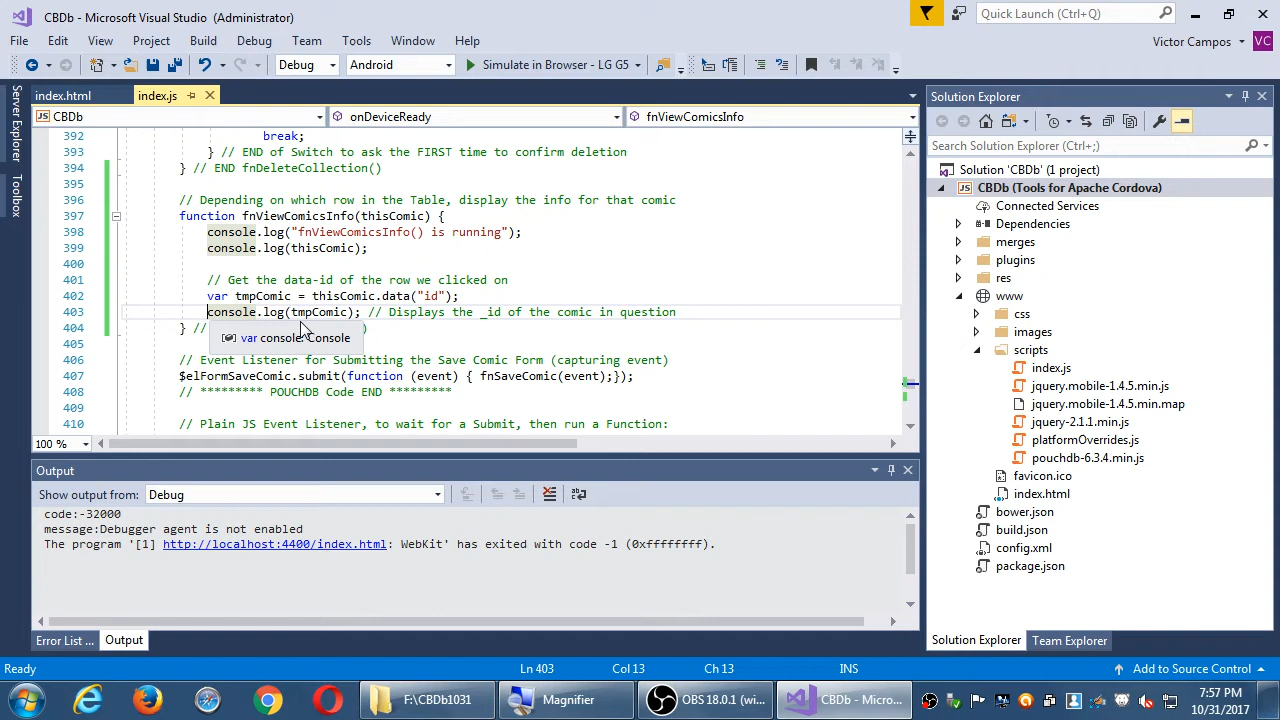 CBDb - Microsoft Visual Studio (Administrator)
Quick Launch (Ctrl+Q)
File Edit View Project Build Debug Team Tools Window Help
Victor Campos VC
Debug Android Simulate in Browser - LG G5
index.html index.js
CBDb onDeviceReady fnViewComicsInfo
392 break;
393 } // END of Switch to ask the FIRST time to confirm deletion
394 } // END fnDeleteCollection()
395
396 // Depending on which row in the Table, display the info for that comic
397 function fnViewComicsInfo(thisComic) {
398 console.log("fnViewComicsInfo() is running");
399 console.log(thisComic);
400
401 // Get the data-id of the row we clicked on
402 var tmpComic = thisComic.data("id");
403 console.log(tmpComic); // Displays the _id of the comic in question
404 } // )
var console: Console
406 // Event Listener for Submitting the Save Comic Form (capturing event)
407 $elFormSaveComic.submit(function (event) { fnSaveComic(event);});
408 // ********* POUCHDB Code END *********
410 // Plain JS Event Listener, to wait for a Submit, then run a Function:
100 %
Output
Show output from: Debug
code:-32000
message:Debugger agent is not enabled
The program '[1] http://localhost:4400/index.html: WebKit' has exited with code -1 (0xffffffff).
Error List ... Output
Server Explorer
Toolbox
Solution Explorer
Search Solution Explorer (Ctrl+;)
Solution 'CBDb' (1 project)
JS CBDb (Tools for Apache Cordova)
Connected Services
Dependencies
merges
plugins
res
www
css
images
scripts
index.js
jquery.mobile-1.4.5.min.js
jquery.mobile-1.4.5.min.map
jquery-2.1.1.min.js
platformOverrides.js
pouchdb-6.3.4.min.js
favicon.ico
index.html
bower.json
build.json
config.xml
package.json
Solution Explorer Team Explorer
Ready Ln 403 Col 13 Ch 13 INS Add to Source Control
F:\CBDb1031 Magnifier OBS 18.0.1 (wi... CBDb - Micro...
7:57 PM
10/31/2017